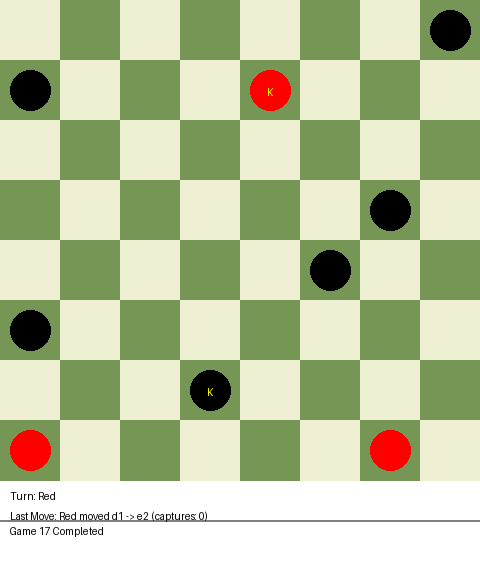 K
K
Turn: Red
Last Move: Red moved d1 -> e2 (captures: 0)
Game 17 Completed